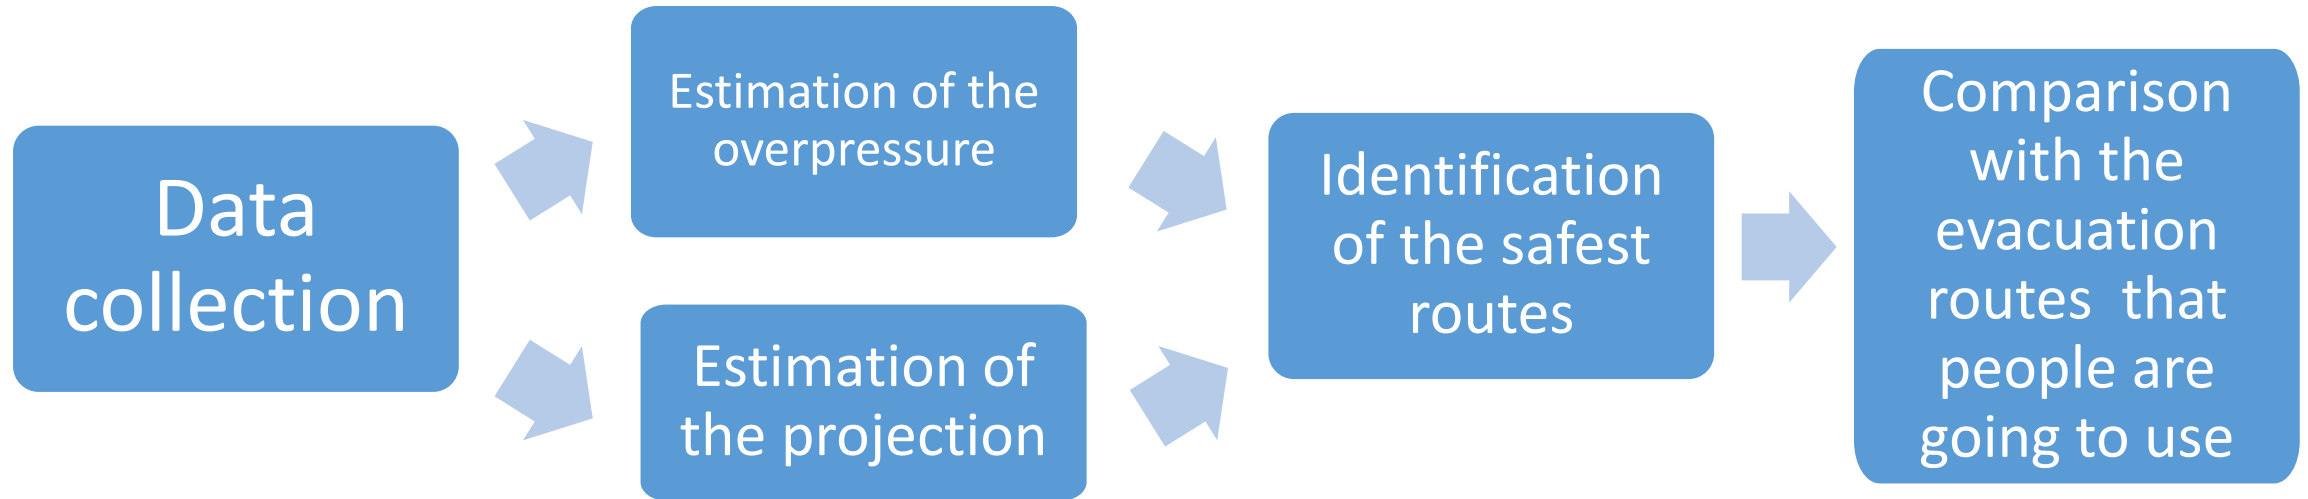 Data
collection
Estimation of the
overpressure
Estimation of
the projection
Identification
of the safest
routes
Comparison
with the
evacuation
routes  that
people are
going to use